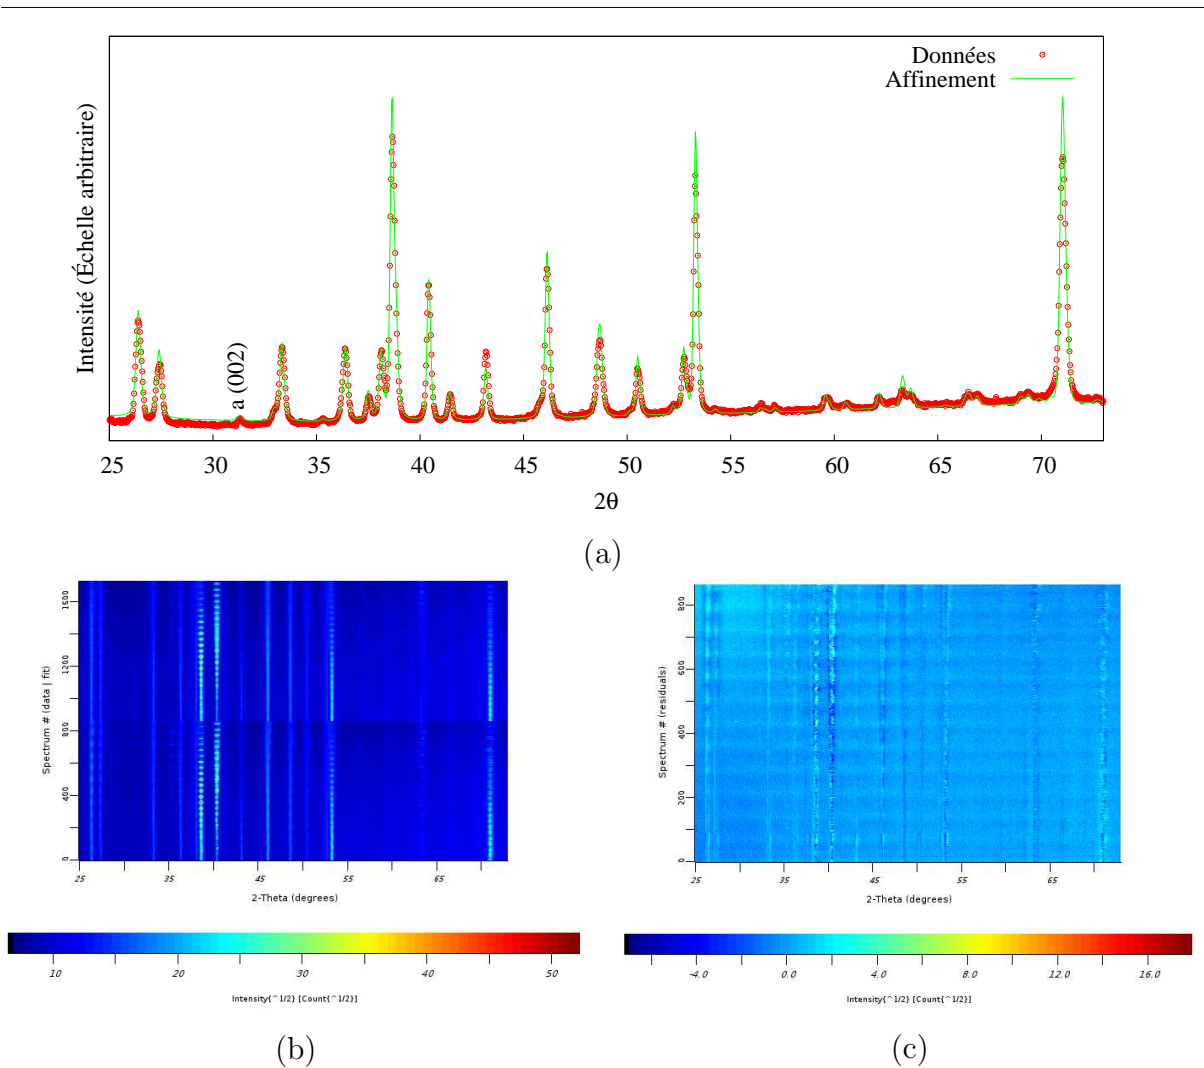 Données
Affinement
Intensité (Échelle arbitraire)
a (002)
25 30 35 40 45 50 55 60 65 70
2θ
(a)
1600
1200
800
400
0
Spectrum # (data | fit)
25 35 45 55 65
2-Theta (degrees)
10 20 30 40 50
Intensity{^1/2} [Count{^1/2}]
(b)
800
600
400
200
0
Spectrum # (residuals)
25 35 45 55 65
2-Theta (degrees)
-4.0 0.0 4.0 8.0 12.0 16.0
Intensity{^1/2} [Count{^1/2}]
(c)